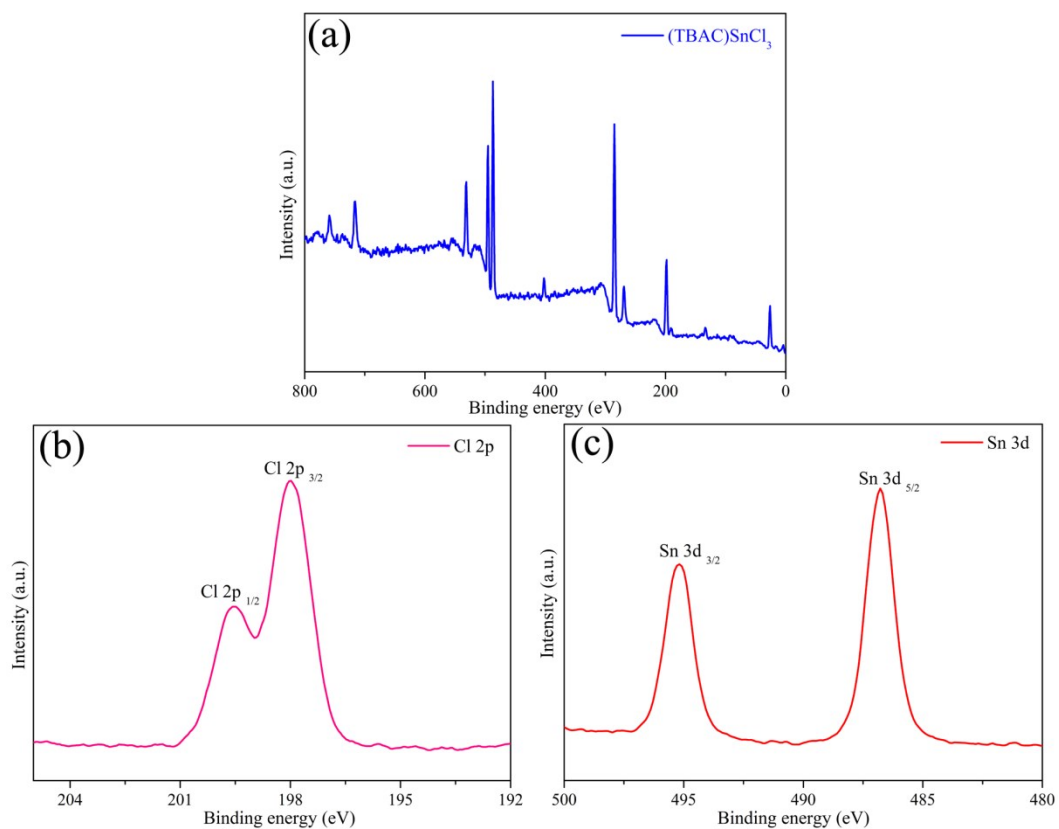 (a)
(TBAC)SnCl3
Intensity (a.u.)
800 600 400 200 0
Binding energy (eV)
(b)
Cl 2p
Cl 2p 3/2
Cl 2p 1/2
Intensity (a.u.)
204 201 198 195 192
Binding energy (eV)
(c)
Sn 3d
Sn 3d 5/2
Sn 3d 3/2
Intensity (a.u.)
500 495 490 485 480
Binding energy (eV)